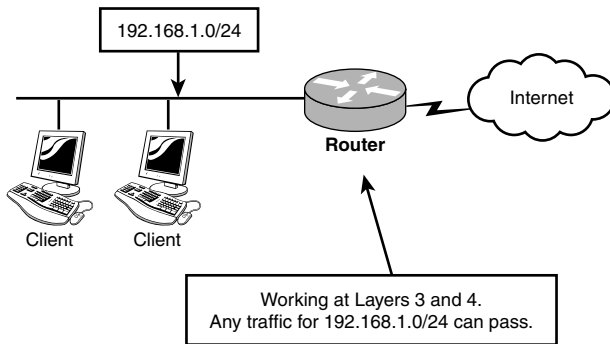 192.168.1.0/24
Internet
Router
Client
Client
Working at Layers 3 and 4.
Any traffic for 192.168.1.0/24 can pass.